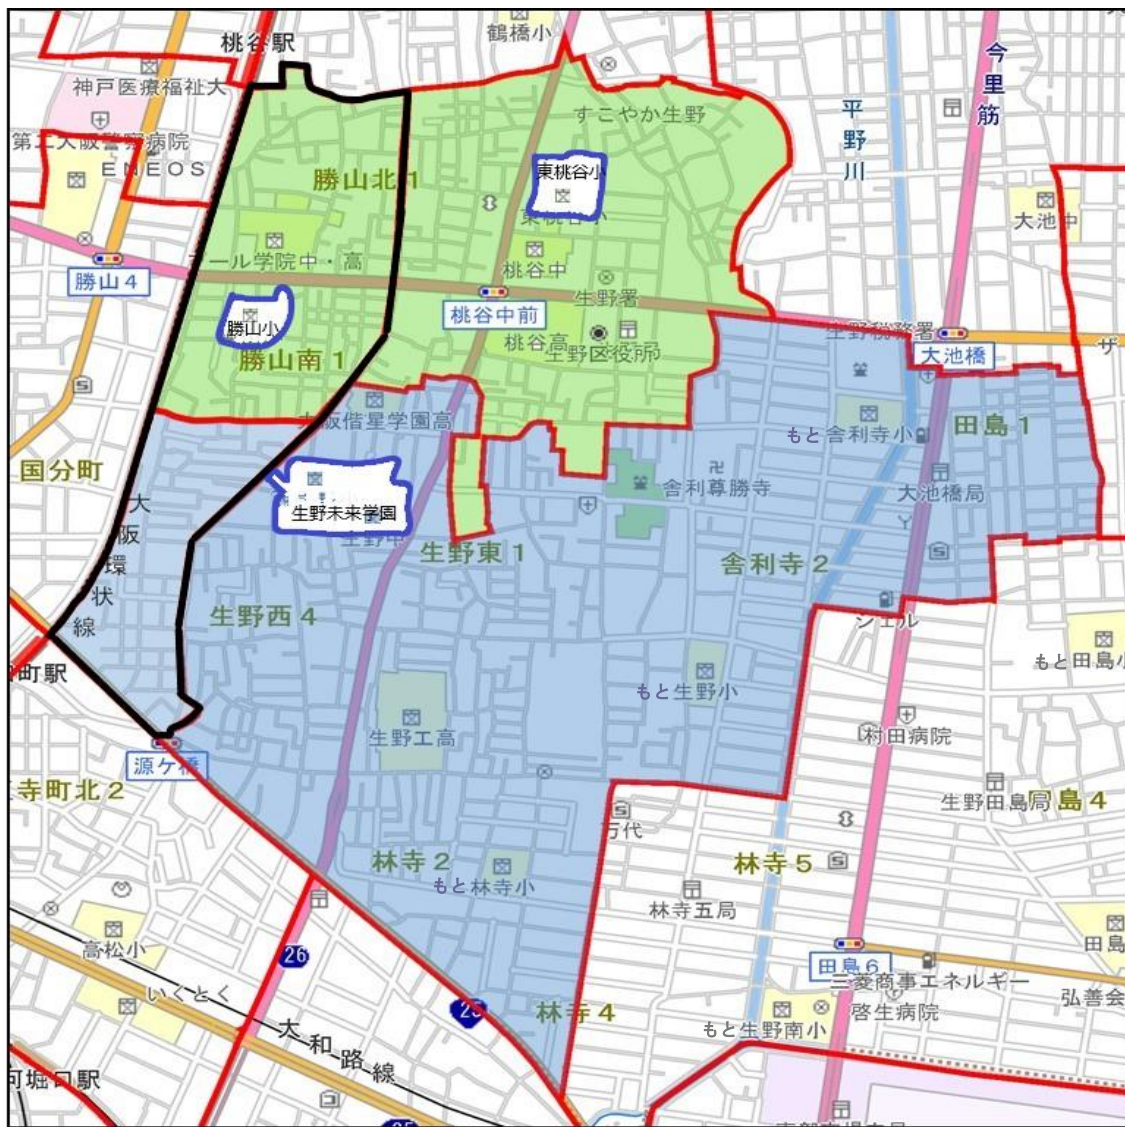 桃谷駅
鶴橋小
今里筋
神戸医療福祉大
すこやか生野
平野川
第二大阪警察病院
ENEOS
東桃谷小
勝山北1
東桃谷小
大池中
ール学院中・高
桃谷中
勝山4
生野署
桃谷中前
勝山小
生野税務署
桃谷高
生野区役所
大池橋
ザ
勝山南1
大阪偕星学園高
もと舎利寺小
田島1
国分町
舎利尊勝寺
大池橋局
大阪環状線
生野未来学園
生野中
生野東1
舎利寺2
生野西4
シェル
町駅
もと田島小
もと生野小
生野工高
村田病院
源ケ橋
寺町北2
生野田島局
田島4
万代
林寺2
林寺5
もと林寺小
林寺五局
高松小
田島
26
田島6
いくとく
三菱商事エネルギー
弘善会
25
林寺4
啓生病院
もと生野南小
大和路線
河堀口駅
25